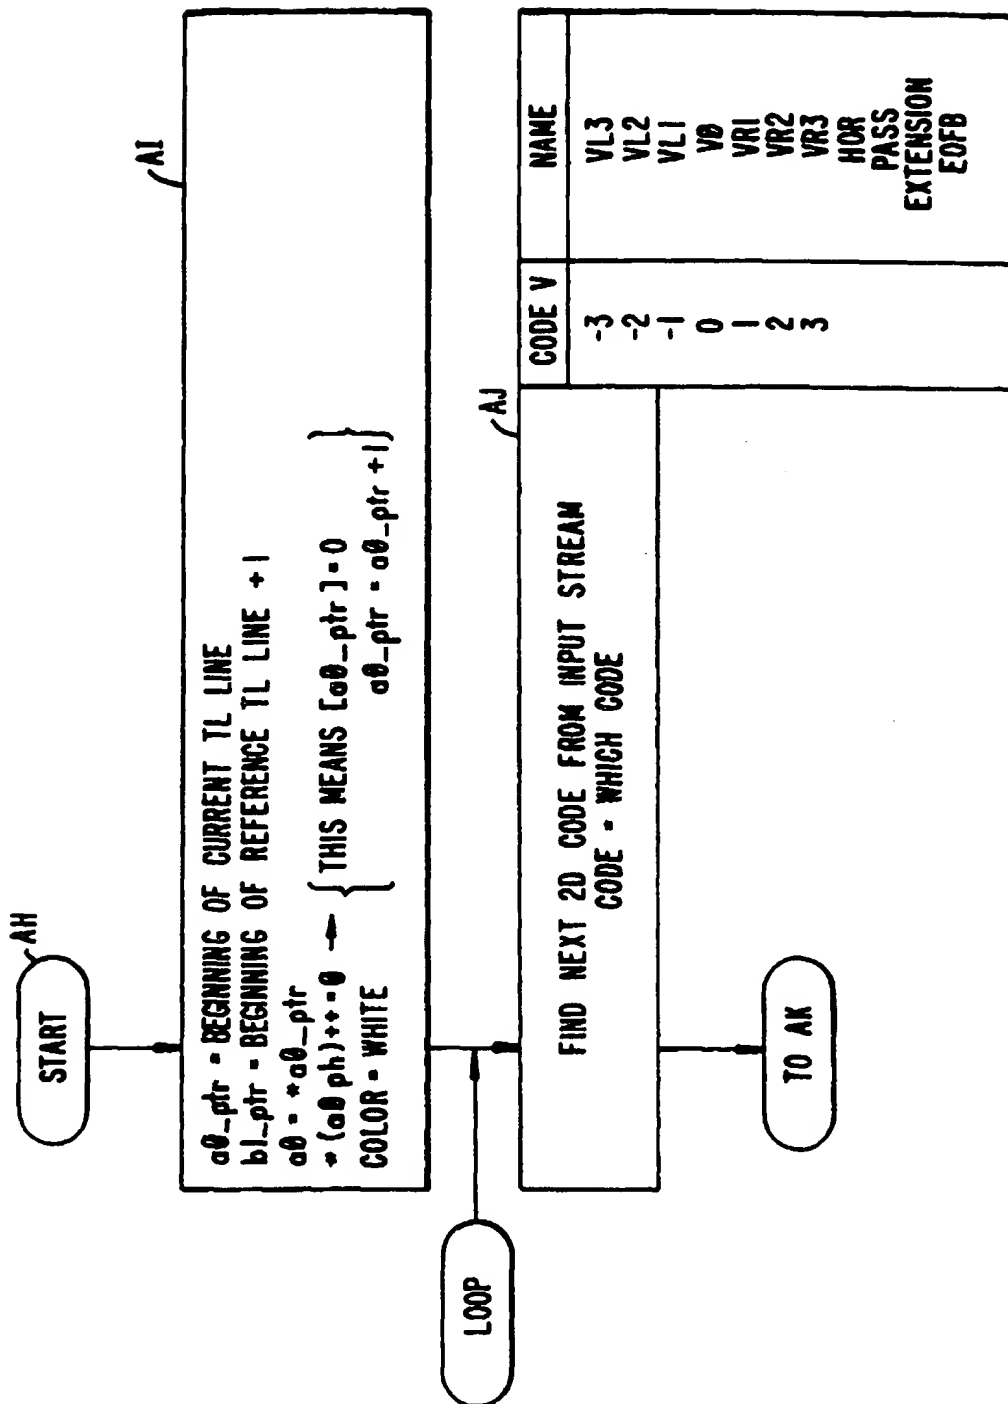 START
AH
AI
a0_ptr = BEGINNING OF CURRENT TL LINE
b1_ptr = BEGINNING OF REFERENCE TL LINE + 1
a0 = *a0_ptr
*(a0 ph)++=0 → {THIS MEANS [a0_ptr]=0
a0_ptr = a0_ptr +1}
COLOR = WHITE
LOOP
AJ
FIND NEXT 2D CODE FROM INPUT STREAM
CODE = WHICH CODE
CODE V NAME
-3 VL3
-2 VL2
-1 VL1
0 V0
1 VR1
2 VR2
3 VR3
HOR
PASS
EXTENSION
EOFB
TO AK